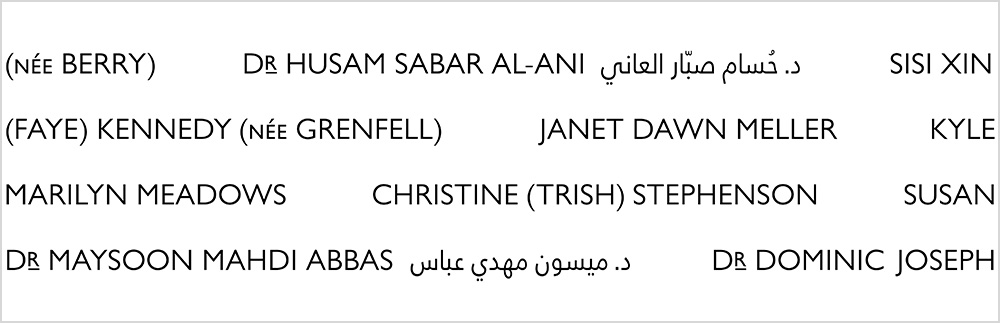 (NÉE BERRY) DR HUSAM SABAR AL-ANI د. حُسام صبّار العاني SISI XIN
(FAYE) KENNEDY (NÉE GRENFELL) JANET DAWN MELLER KYLE
MARILYN MEADOWS CHRISTINE (TRISH) STEPHENSON SUSAN
DR MAYSOON MAHDI ABBAS د. ميسون مهدي عباس DR DOMINIC JOSEPH